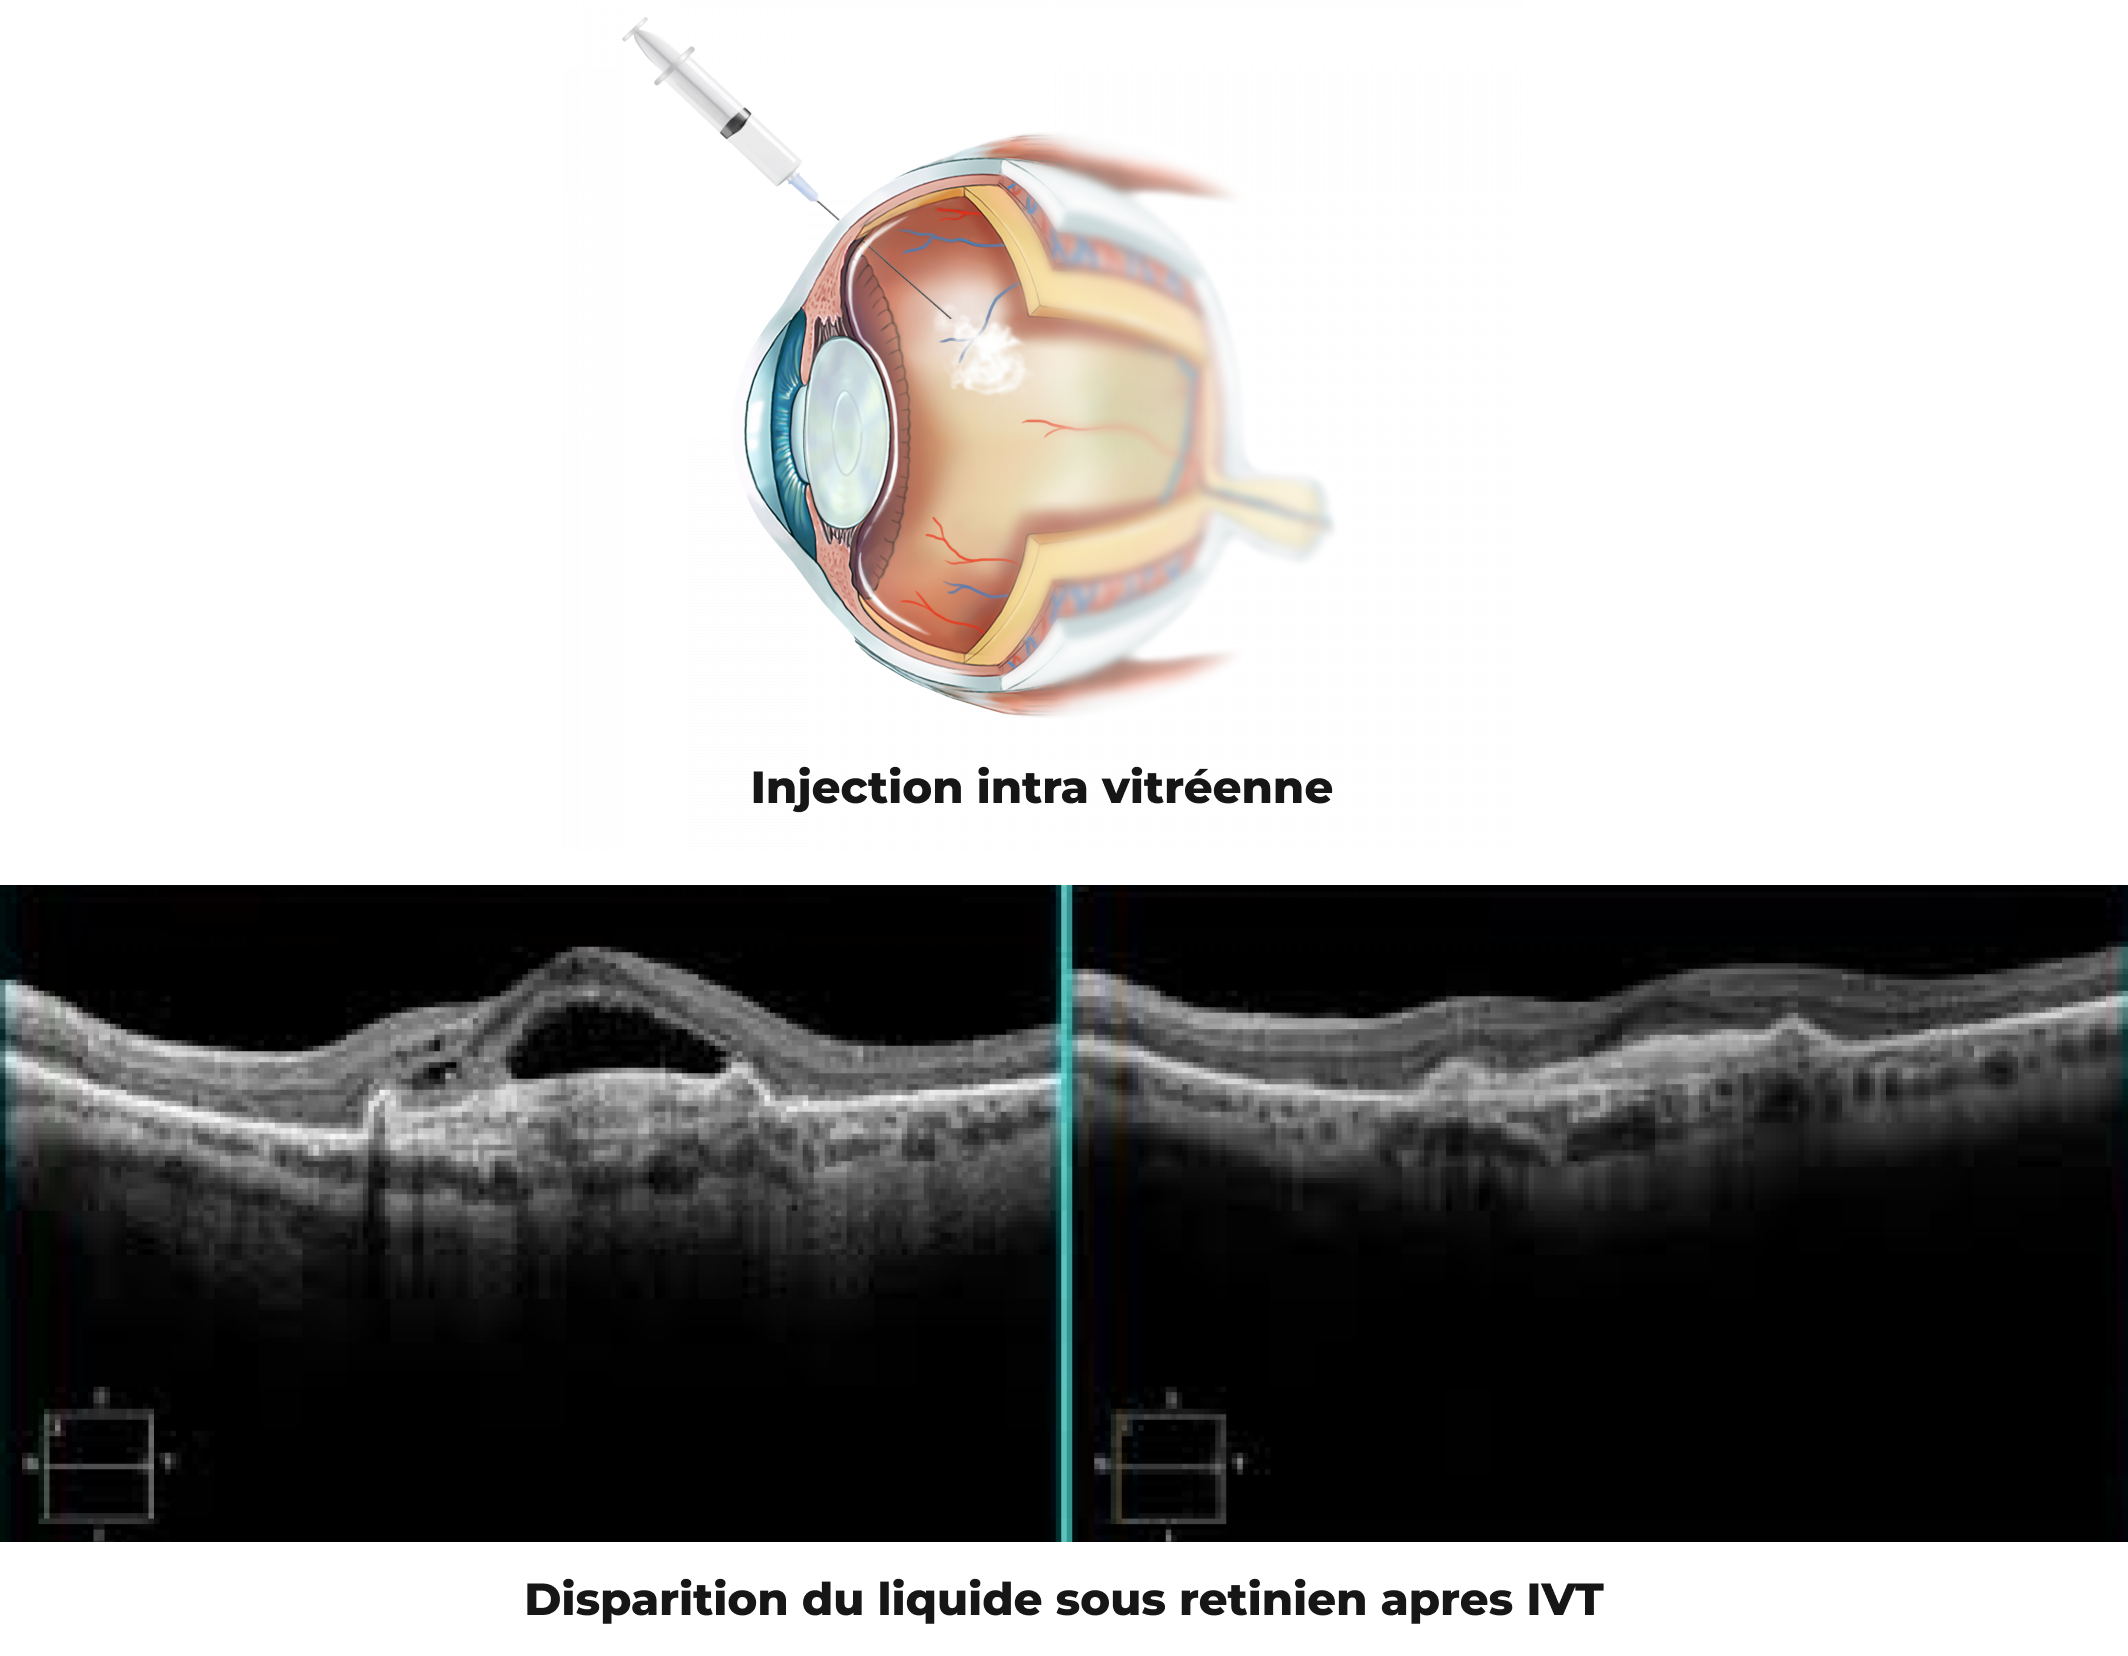 Injection intra vitréenne
Disparition du liquide sous retinien apres IVT